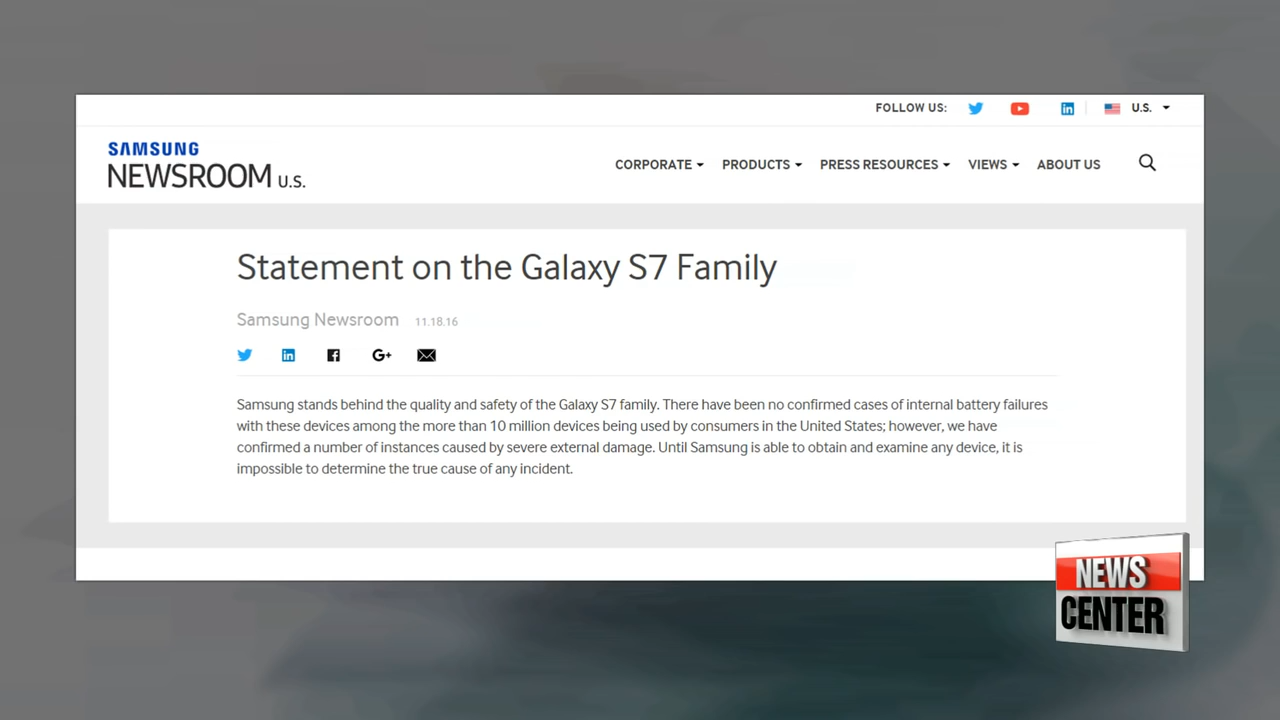 FOLLOW US:
U.S.
SAMSUNG
NEWSROOM U.S.
CORPORATE PRODUCTS PRESS RESOURCES VIEWS ABOUT US
Statement on the Galaxy S7 Family
Samsung Newsroom 11.18.16
G+
Samsung stands behind the quality and safety of the Galaxy S7 family. There have been no confirmed cases of internal battery failures
with these devices among the more than 10 million devices being used by consumers in the United States; however, we have
confirmed a number of instances caused by severe external damage. Until Samsung is able to obtain and examine any device, it is
impossible to determine the true cause of any incident.
NEWS
CENTER